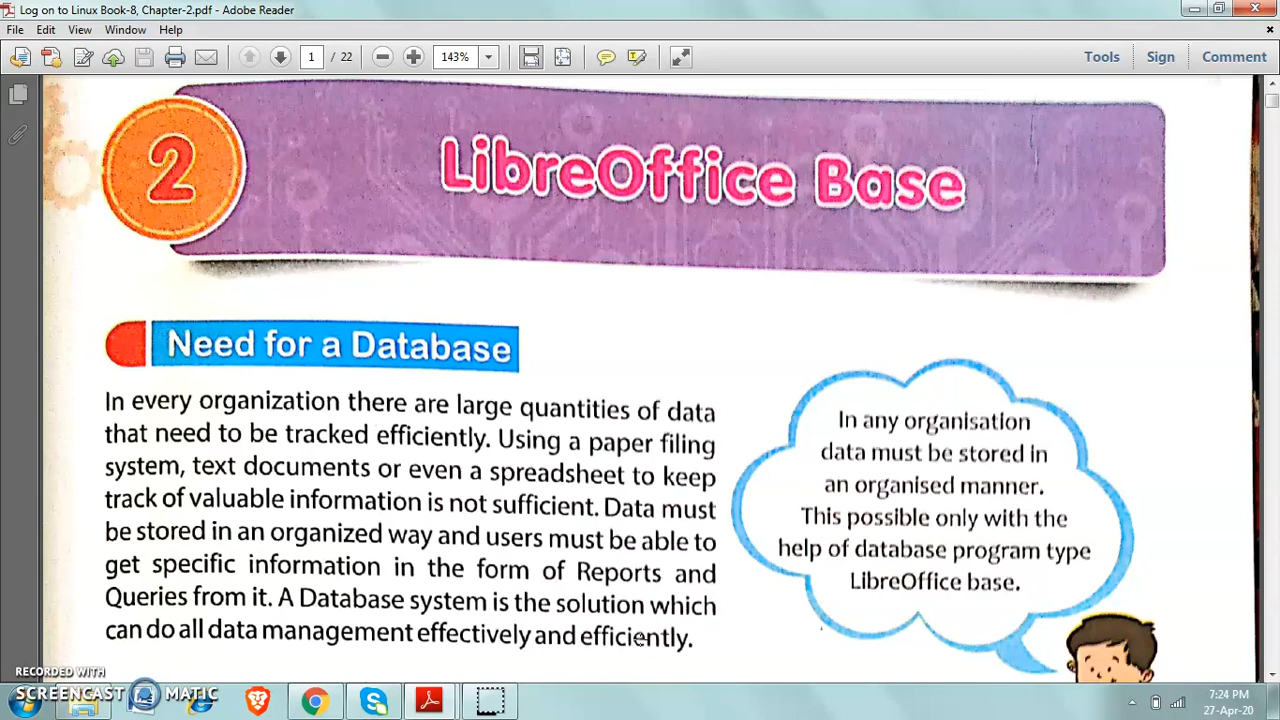 Log on to Linux Book-8, Chapter-2.pdf - Adobe Reader
File Edit View Window Help
1 / 22 143% Tools Sign Comment
2
LibreOffice Base
Need for a Database
In every organization there are large quantities of data
that need to be tracked efficiently. Using a paper filing
system, text documents or even a spreadsheet to keep
track of valuable information is not sufficient. Data must
be stored in an organized way and users must be able to
get specific information in the form of Reports and
Queries from it. A Database system is the solution which
can do all data management effectively and efficiently.
In any organisation
data must be stored in
an organised manner.
This possible only with the
help of database program type
LibreOffice base.
RECORDED WITH
SCREENCAST MATIC
7:24 PM
27-Apr-20